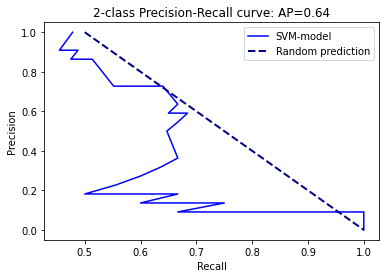 2-class Precision-Recall curve: AP=0.64
SVM-model
Random prediction
Precision
1.0
0.8
0.6
0.4
0.2
0.0
0.5
0.6
0.7
0.8
0.9
1.0
Recall